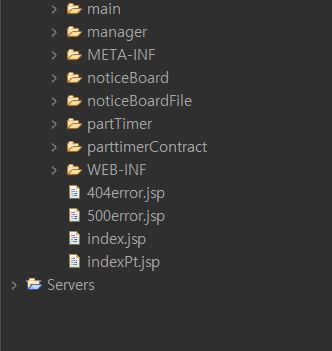 main
manager
META-INF
noticeBoard
noticeBoardFile
partTimer
parttimerContract
WEB-INF
404error.jsp
500error.jsp
index.jsp
indexPt.jsp
Servers